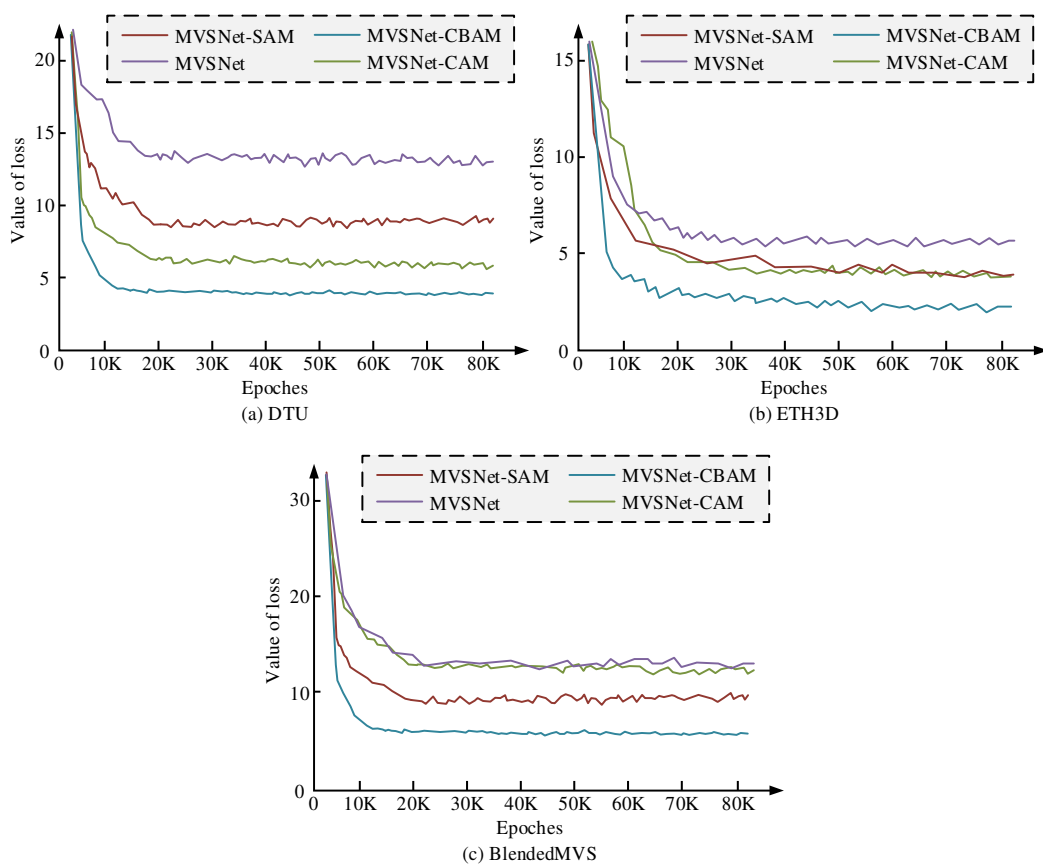 MVSNet-SAM MVSNet-CBAM
MVSNet MVSNet-CAM
Value of loss
20
15
10
5
0
0 10K 20K 30K 40K 50K 60K 70K 80K
Epoches
(a) DTU
MVSNet-SAM MVSNet-CBAM
MVSNet MVSNet-CAM
Value of loss
15
10
5
0
0 10K 20K 30K 40K 50K 60K 70K 80K
Epoches
(b) ETH3D
MVSNet-SAM MVSNet-CBAM
MVSNet MVSNet-CAM
Value of loss
30
20
10
0
0 10K 20K 30K 40K 50K 60K 70K 80K
Epoches
(c) BlendedMVS